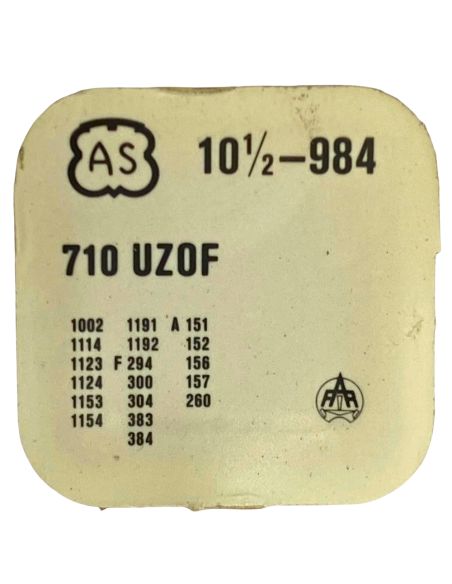 AS 10½–984
710 UZOF
1002 1191 A 151
1114 1192 152
1123 F 294 156
1124 300 157
1153 304 260
1154 383
384